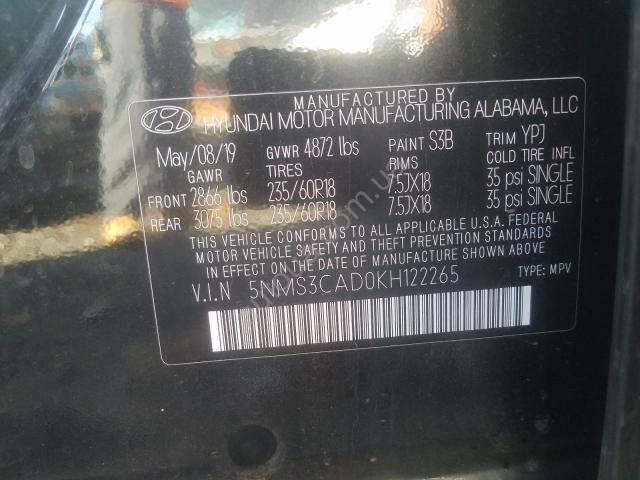 MANUFACTURED BY
HYUNDAI MOTOR MANUFACTURING ALABAMA, LLC
May/08/19 GVWR 4872 lbs PAINT S3B TRIM YPJ
GAWR TIRES RIMS COLD TIRE INFL
FRONT 2866 lbs 235/60R18 7.5JX18 35 psi SINGLE
REAR 3075 lbs 235/60R18 7.5JX18 35 psi SINGLE
THIS VEHICLE CONFORMS TO ALL APPLICABLE U.S.A. FEDERAL
MOTOR VEHICLE SAFETY AND THEFT PREVENTION STANDARDS
IN EFFECT ON THE DATE OF MANUFACTURE SHOWN ABOVE
V.I.N 5NMS3CAD0KH122265 TYPE: MPV